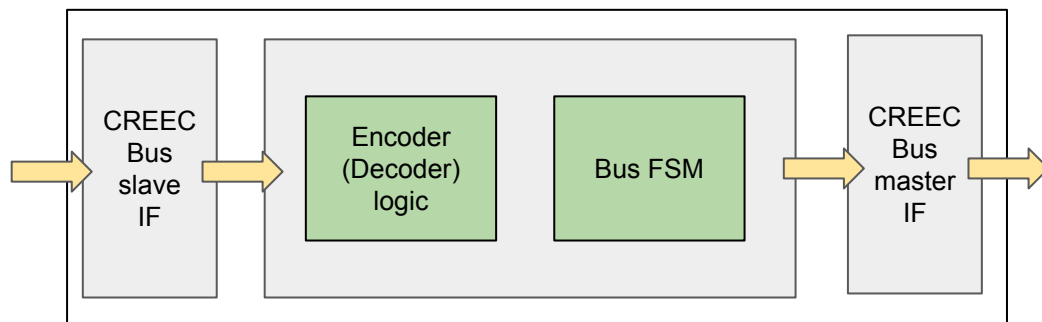 CREEC
Bus
slave
IF
Encoder
(Decoder)
logic
Bus FSM
CREEC
Bus
master
IF